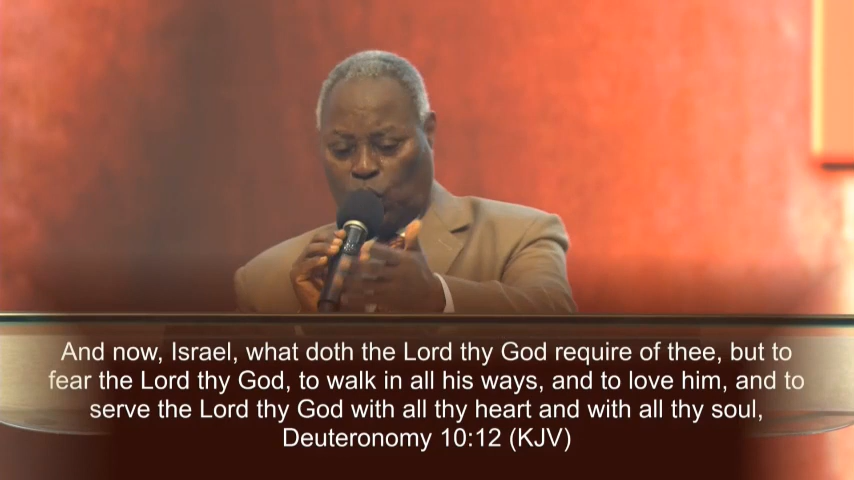 And now, Israel, what doth the Lord thy God require of thee, but to
fear the Lord thy God, to walk in all his ways, and to love him, and to
serve the Lord thy God with all thy heart and with all thy soul,
Deuteronomy 10:12 (KJV)